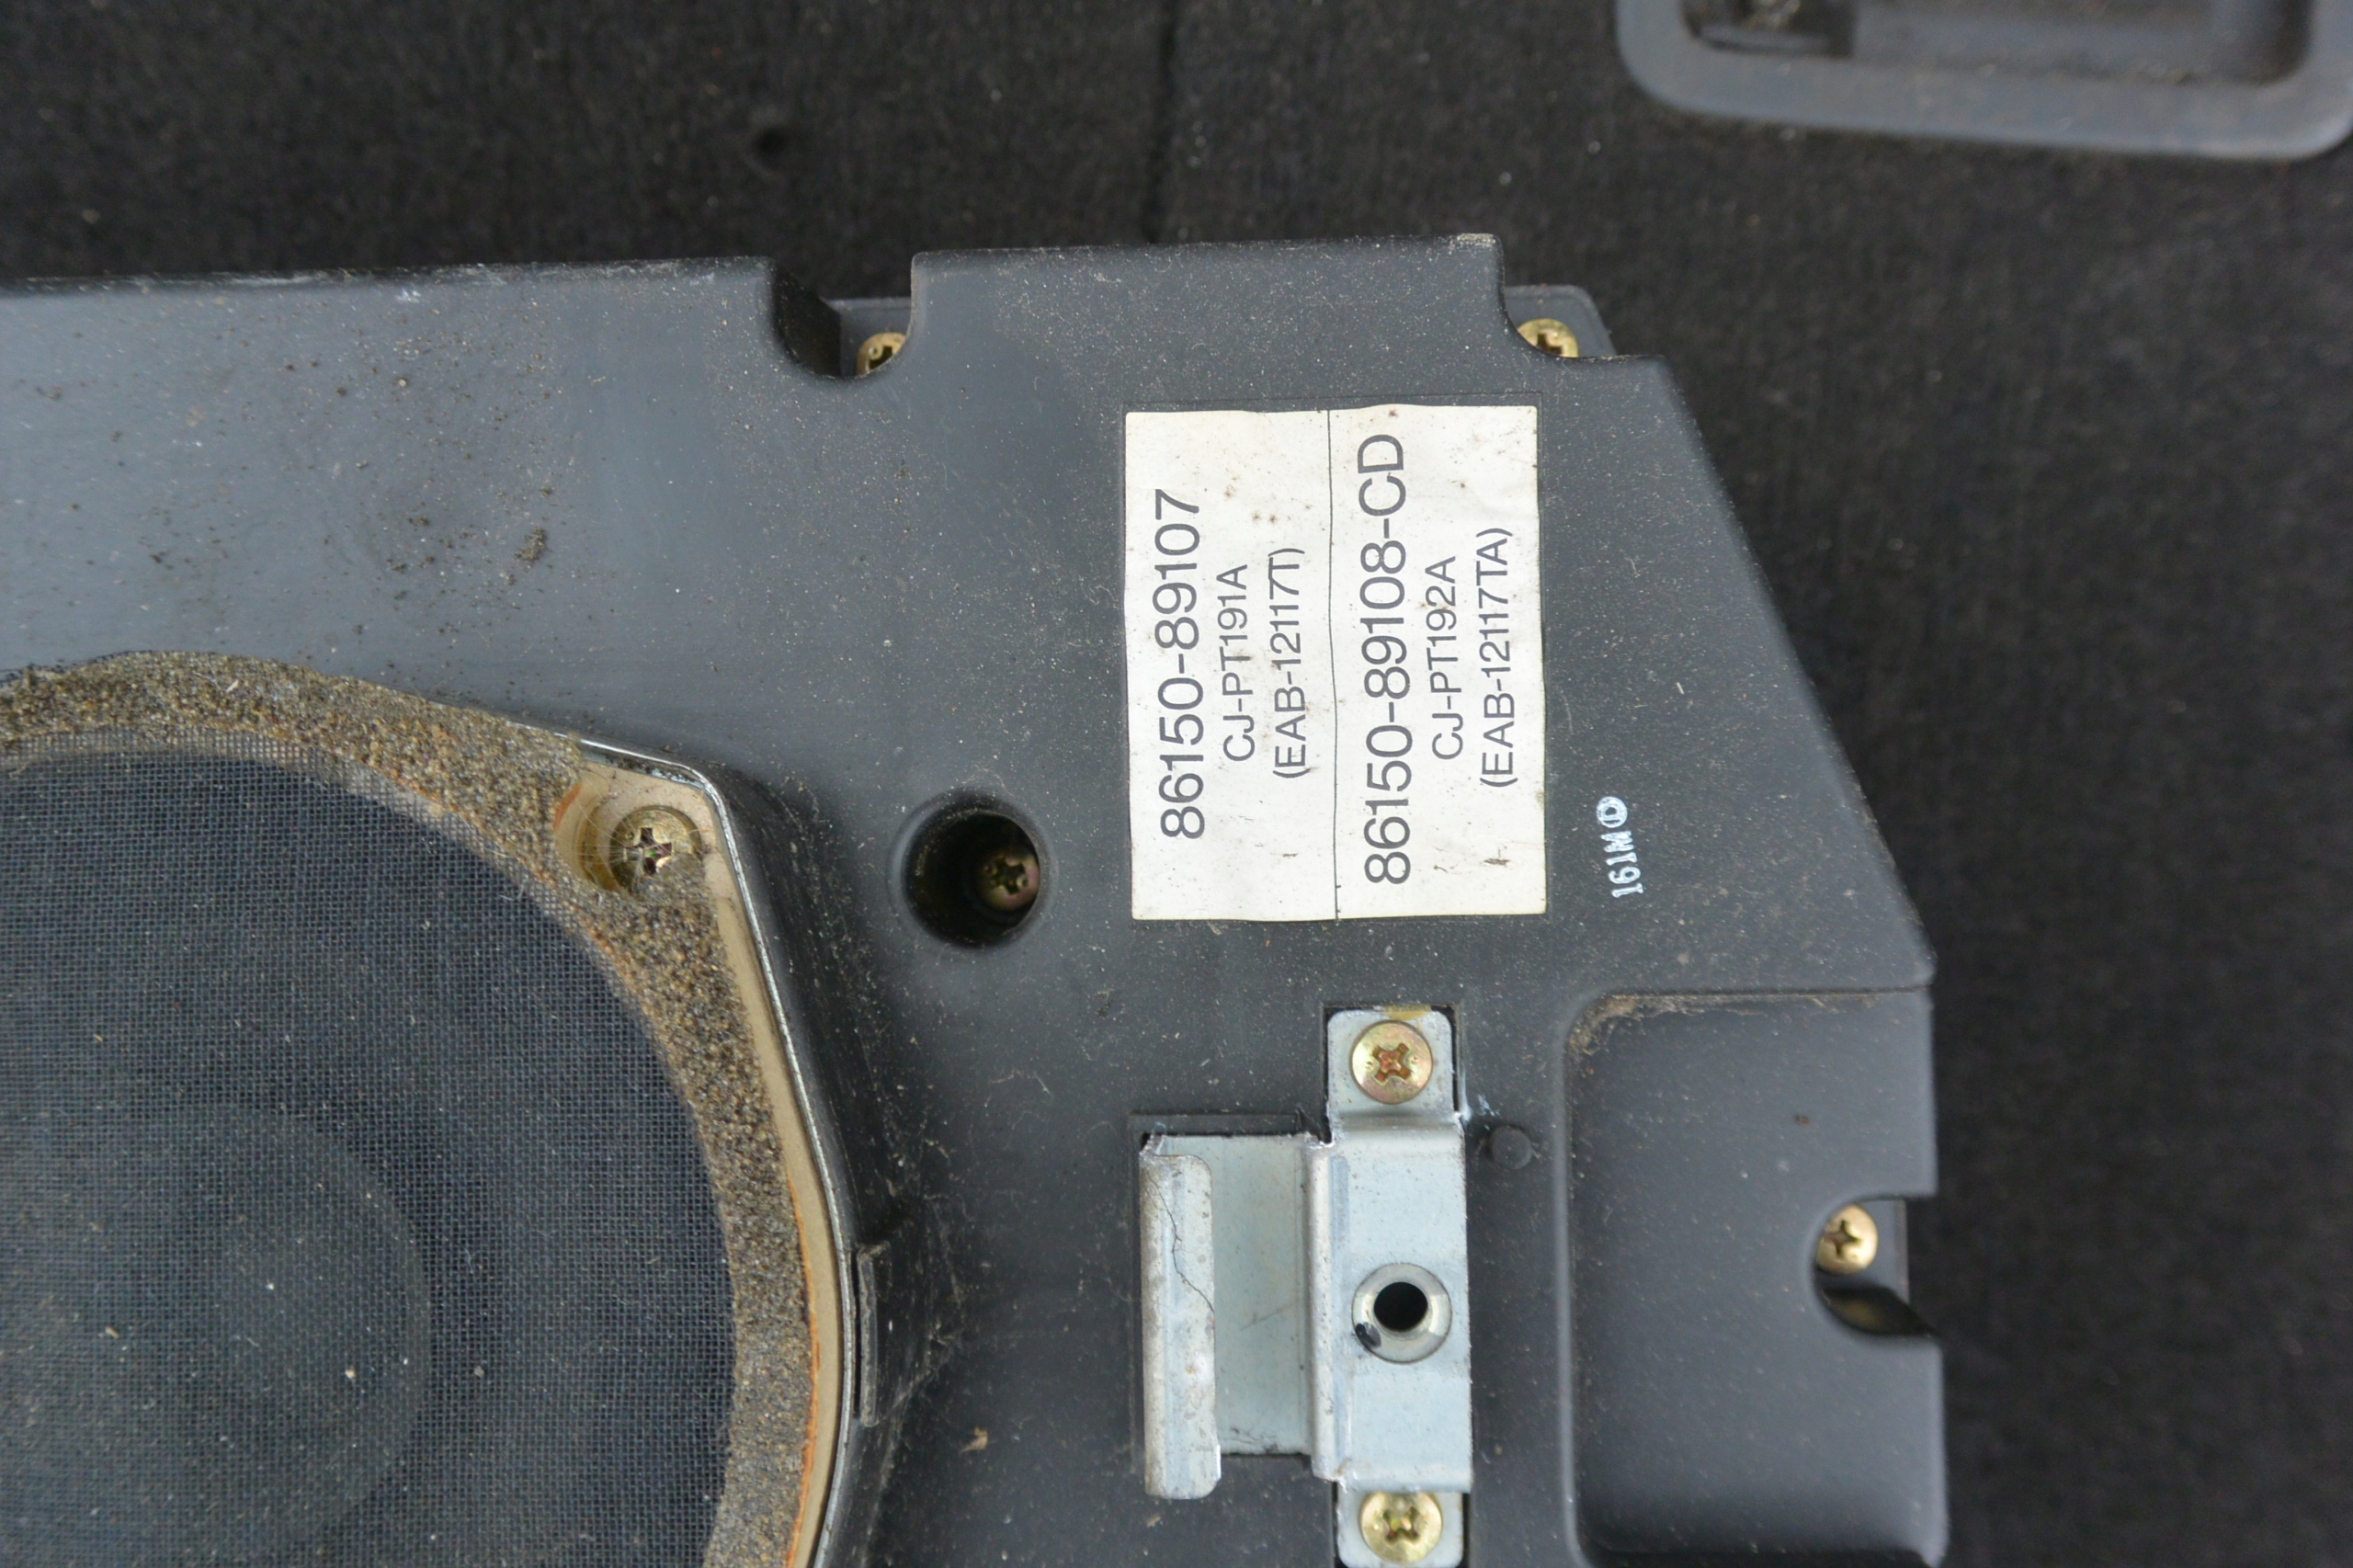 86150-89107
CJ-PT191A
(EAB-12117T)
86150-89108-CD
CJ-PT192A
(EAB-12117TA)
161M D